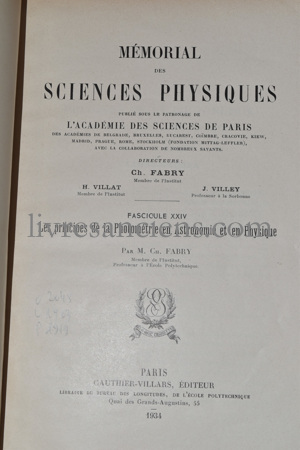 MÉMORIAL
DES
SCIENCES PHYSIQUES
PUBLIÉ SOUS LE PATRONAGE DE
L'ACADÉMIE DES SCIENCES DE PARIS
DES ACADÉMIES DE BELGRADE, BRUXELLES, BUCAREST, COÏMBRE, CRACOVIE, KIEW,
MADRID, PRAGUE, ROME, STOCKHOLM (FONDATION MITTAG-LEFFLER),
AVEC LA COLLABORATION DE NOMBREUX SAVANTS.
DIRECTEURS :
Ch. FABRY
Membre de l'Institut
H. VILLAT
Membre de l'Institut
J. VILLEY
Professeur à la Sorbonne
FASCICULE XXIV
Les principes de la Photométrie en Astronomie et en Physique
PAR M. CH. FABRY
Membre de l'Institut,
Professeur à l'École Polytechnique.
PARIS
GAUTHIER-VILLARS, ÉDITEUR
LIBRAIRE DU BUREAU DES LONGITUDES, DE L'ÉCOLE POLYTECHNIQUE
Quai des Grands-Augustins, 55
1934